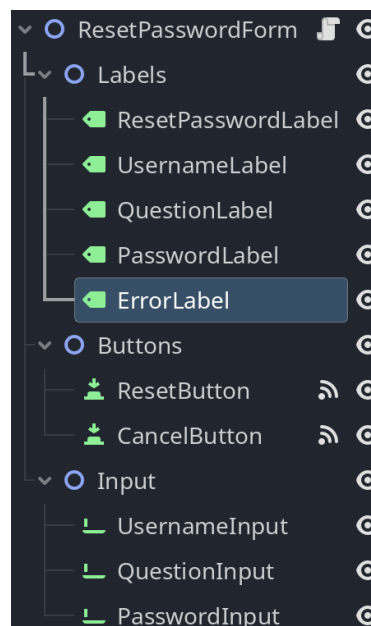 ResetPasswordForm
Labels
ResetPasswordLabel
UsernameLabel
QuestionLabel
PasswordLabel
ErrorLabel
Buttons
ResetButton
CancelButton
Input
UsernameInput
QuestionInput
PasswordInput